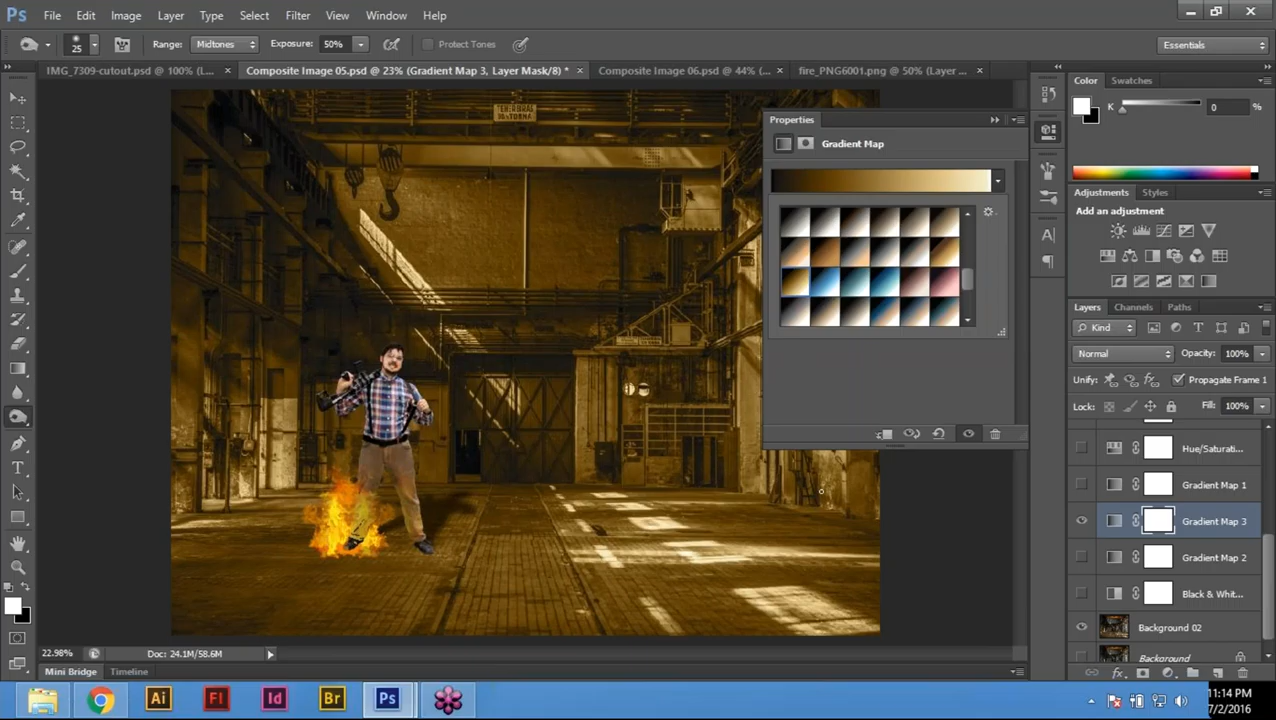 Ps File Edit Image Layer Type Select Filter View Window Help
25 Range: Midtones Exposure: 50% Protect Tones Essentials
IMG_7309-cutout.psd @ 100% (L... × Composite Image 05.psd @ 23% (Gradient Map 3, Layer Mask/8) * × Composite Image 06.psd @ 44% (... × fire_PNG6001.png @ 50% (Layer ... ×
Color Swatches
K 0 %
Properties
Gradient Map
Adjustments Styles
Add an adjustment
Layers Channels Paths
Kind
Normal Opacity: 100%
Unify: Propagate Frame 1
Lock: Fill: 100%
Hue/Saturati...
Gradient Map 1
Gradient Map 3
Gradient Map 2
Black & Whit...
Background 02
Background
22.98% Doc: 24.1M/58.6M
Mini Bridge Timeline
Ai Fl Id Br Ps
11:14 PM
7/2/2016